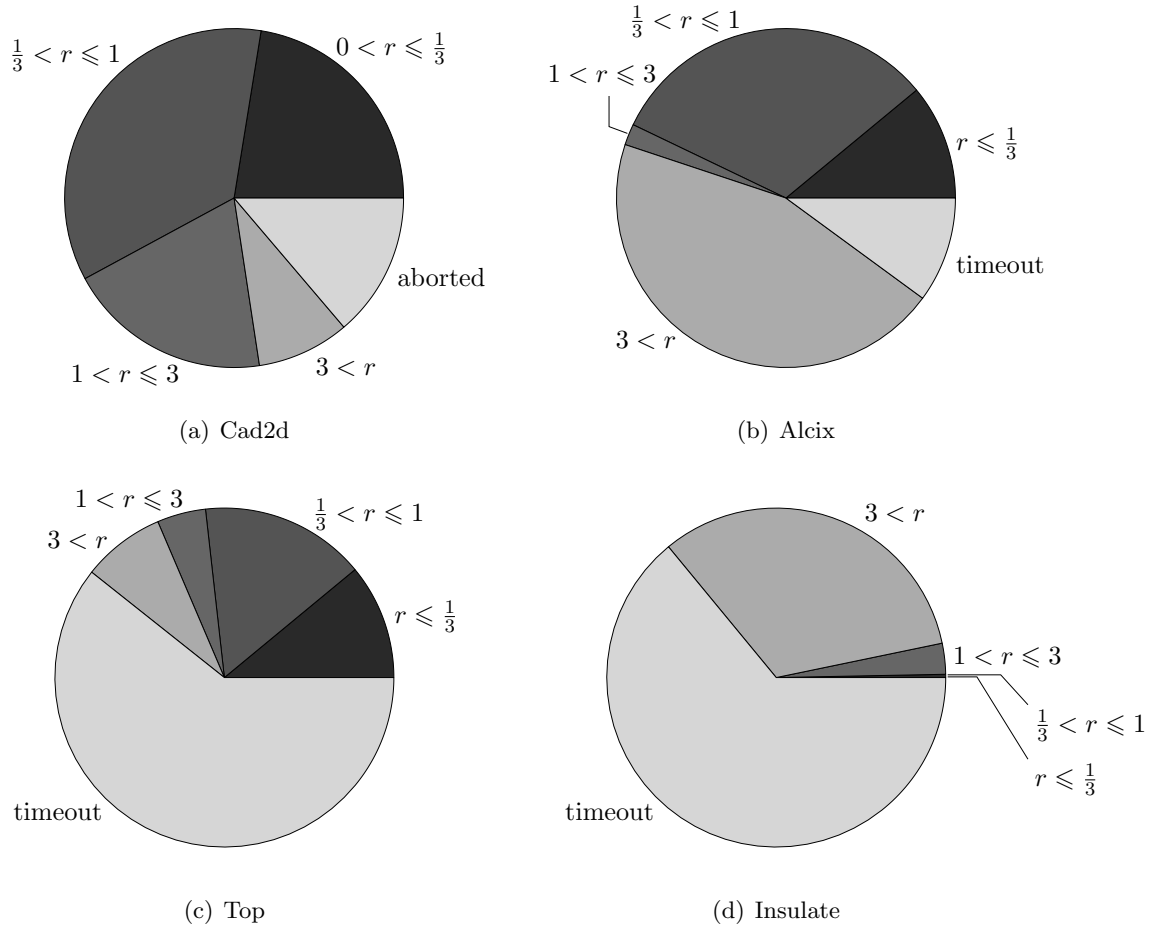 1/3 < r ⩽ 1
0 < r ⩽ 1/3
aborted
3 < r
1 < r ⩽ 3
(a) Cad2d
1/3 < r ⩽ 1
1 < r ⩽ 3
r ⩽ 1/3
timeout
3 < r
(b) Alcix
1 < r ⩽ 3
1/3 < r ⩽ 1
3 < r
r ⩽ 1/3
timeout
(c) Top
3 < r
1 < r ⩽ 3
1/3 < r ⩽ 1
r ⩽ 1/3
timeout
(d) Insulate